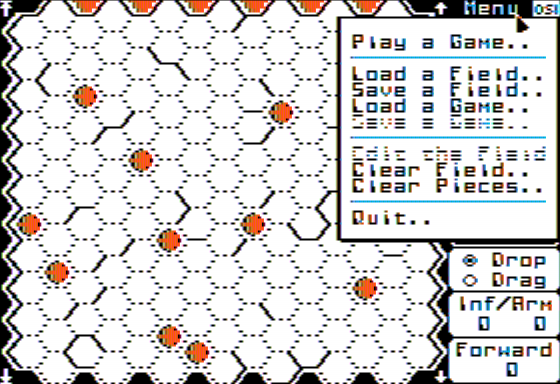 Menu OSI
Play a Game..
Load a Field..
Save a Field..
Load a Game..
Save a Game..
Edit the Field
Clear Field..
Clear Pieces..
Quit..
Drop
Drag
Inf/Arm
0 0
Forward
0